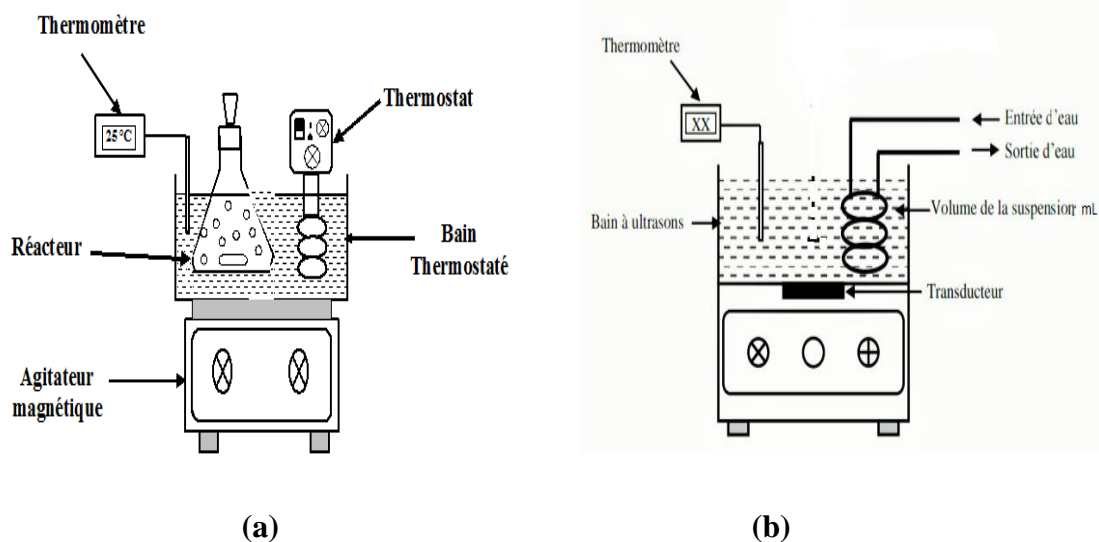 Thermomètre
25 °C
Thermostat
Réacteur
Bain
Thermostaté
Agitateur
magnétique
(a)
Thermomètre
XX
Entrée d'eau
Sortie d'eau
Bain à ultrasons
Volume de la suspension mL
Transducteur
(b)